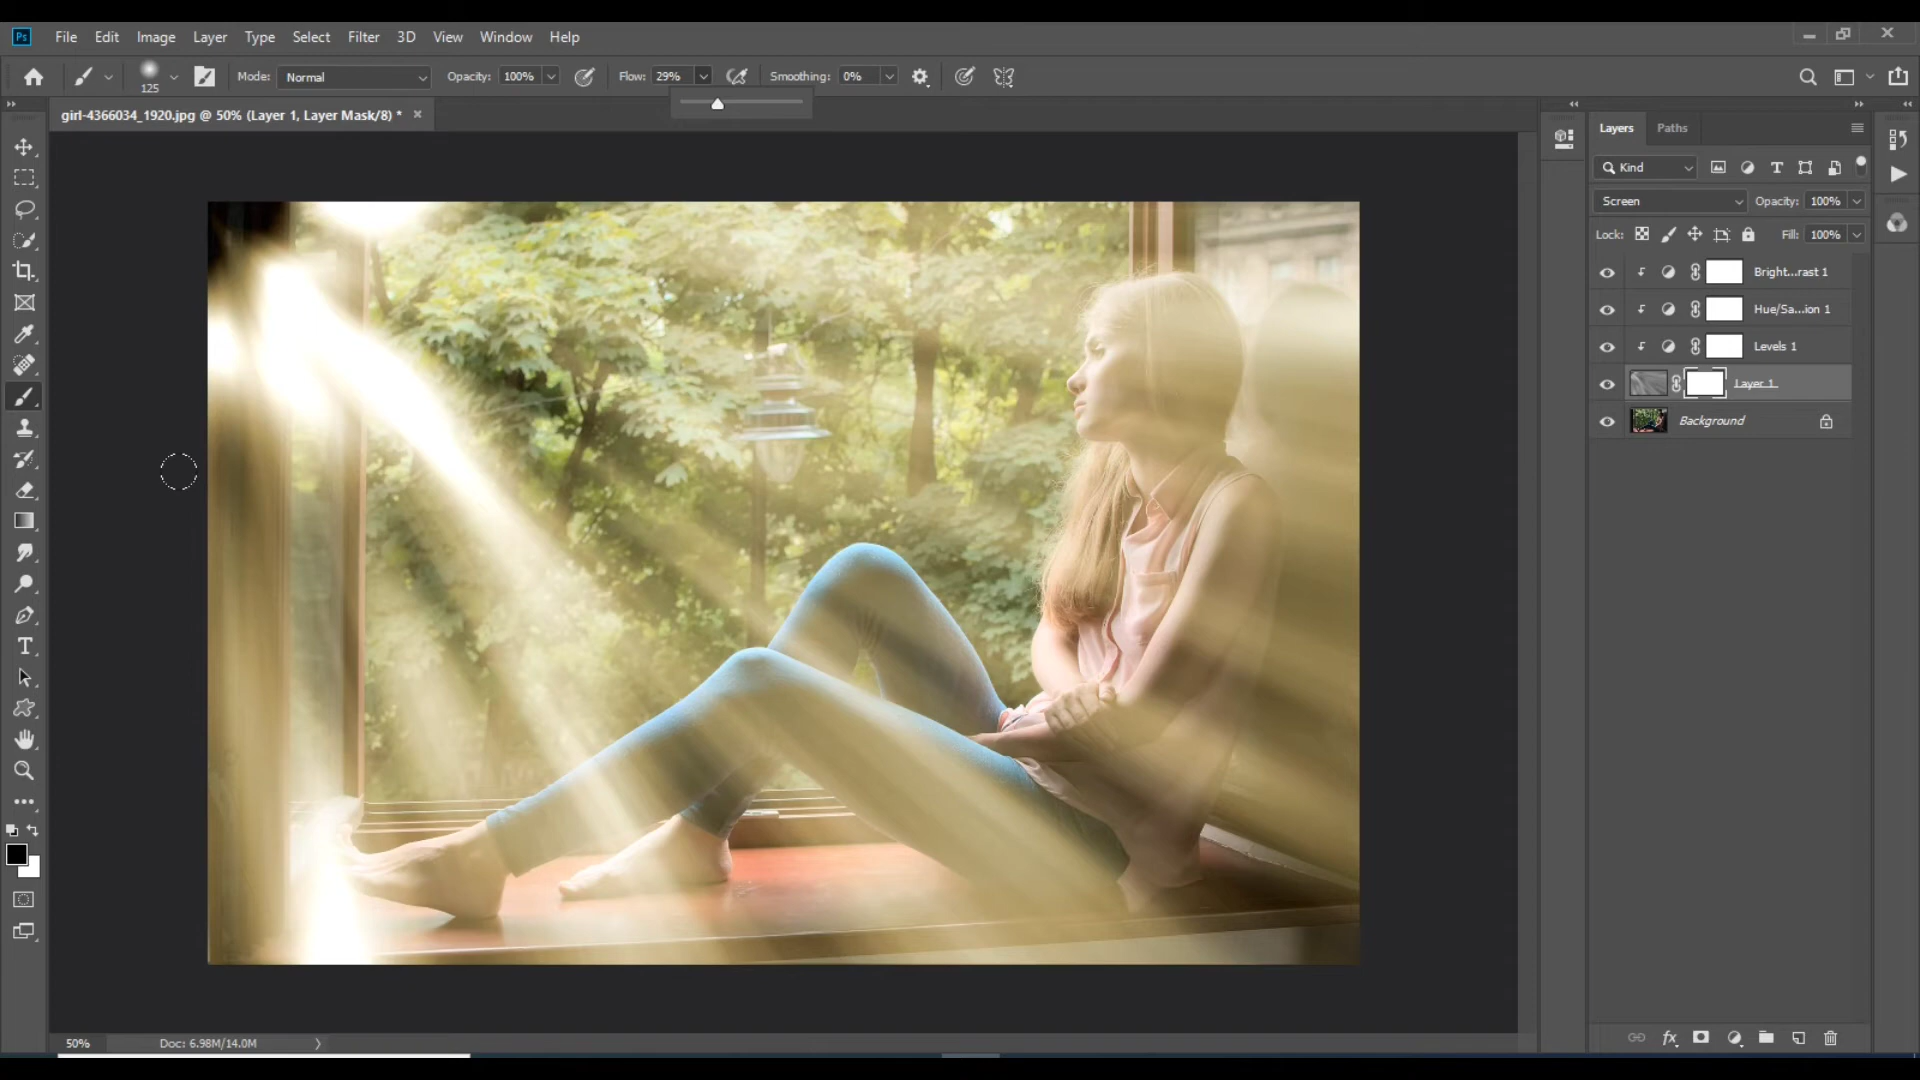 Ps File Edit Image Layer Type Select Filter 3D View Window Help
125 Mode: Normal Opacity: 100% Flow: 29% Smoothing: 0%
girl-4366034_1920.jpg @ 50% (Layer 1, Layer Mask/8) *
Layers Paths
Kind
Screen Opacity: 100%
Lock: Fill: 100%
Bright...rast 1
Hue/Sa...ion 1
Levels 1
Layer 1
Background
50% Doc: 6.98M/14.0M